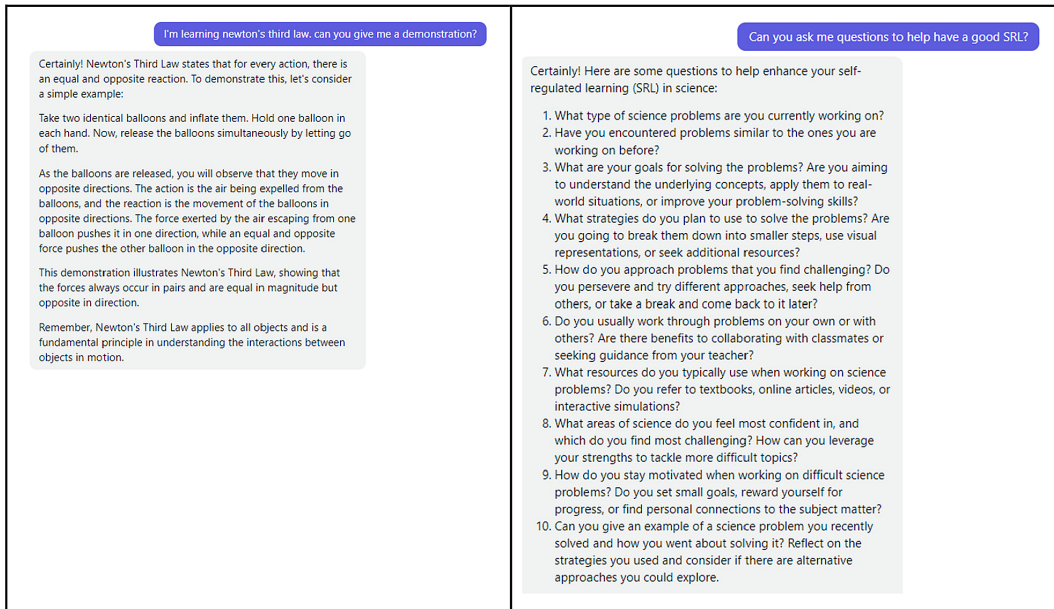 I'm learning newton's third law. can you give me a demonstration?
Certainly! Newton's Third Law states that for every action, there is
an equal and opposite reaction. To demonstrate this, let's consider
a simple example:
Take two identical balloons and inflate them. Hold one balloon in
each hand. Now, release the balloons simultaneously by letting go
of them.
As the balloons are released, you will observe that they move in
opposite directions. The action is the air being expelled from the
balloons, and the reaction is the movement of the balloons in
opposite directions. The force exerted by the air escaping from one
balloon pushes it in one direction, while an equal and opposite
force pushes the other balloon in the opposite direction.
This demonstration illustrates Newton's Third Law, showing that
the forces always occur in pairs and are equal in magnitude but
opposite in direction.
Remember, Newton's Third Law applies to all objects and is a
fundamental principle in understanding the interactions between
objects in motion.
Can you ask me questions to help have a good SRL?
Certainly! Here are some questions to help enhance your self-
regulated learning (SRL) in science:
1. What type of science problems are you currently working on?
2. Have you encountered problems similar to the ones you are
working on before?
3. What are your goals for solving the problems? Are you aiming
to understand the underlying concepts, apply them to real-
world situations, or improve your problem-solving skills?
4. What strategies do you plan to use to solve the problems? Are
you going to break them down into smaller steps, use visual
representations, or seek additional resources?
5. How do you approach problems that you find challenging? Do
you persevere and try different approaches, seek help from
others, or take a break and come back to it later?
6. Do you usually work through problems on your own or with
others? Are there benefits to collaborating with classmates or
seeking guidance from your teacher?
7. What resources do you typically use when working on science
problems? Do you refer to textbooks, online articles, videos, or
interactive simulations?
8. What areas of science do you feel most confident in, and
which do you find most challenging? How can you leverage
your strengths to tackle more difficult topics?
9. How do you stay motivated when working on difficult science
problems? Do you set small goals, reward yourself for
progress, or find personal connections to the subject matter?
10. Can you give an example of a science problem you recently
solved and how you went about solving it? Reflect on the
strategies you used and consider if there are alternative
approaches you could explore.